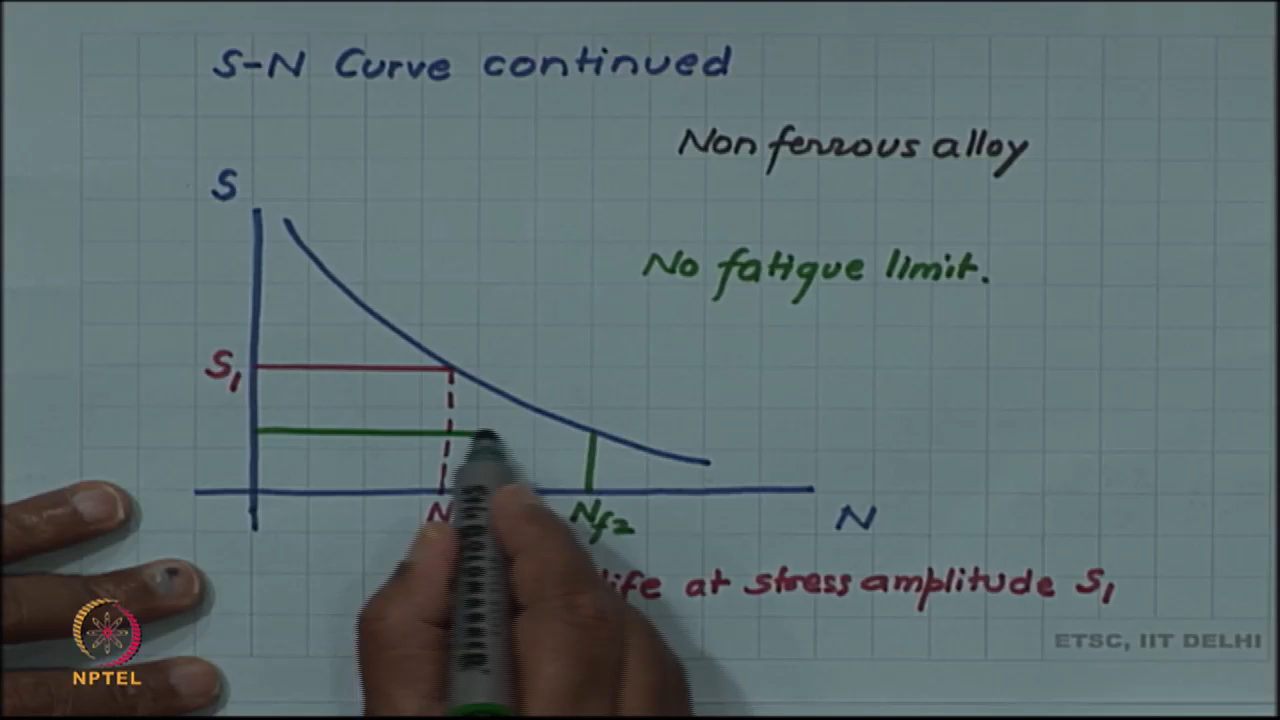 S-N Curve continued
Non ferrous alloy
S
No fatigue limit.
S1
N
Nf2
N
life at stress amplitude S1
ETSC, IIT DELHI
NPTEL